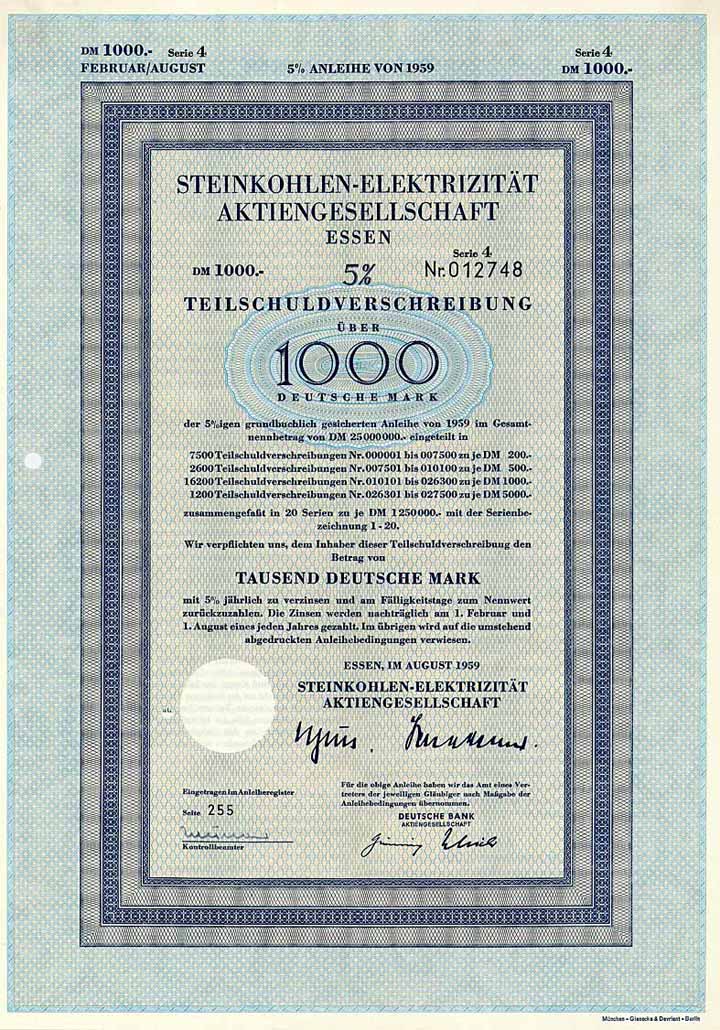 DM 1000.- Serie 4
FEBRUAR/AUGUST
5% ANLEIHE VON 1959
Serie 4
DM 1000.-
STEINKOHLEN-ELEKTRIZITÄT
AKTIENGESELLSCHAFT
ESSEN
Serie 4
DM 1000.- 5% Nr. 012748
TEILSCHULDVERSCHREIBUNG
ÜBER
1000
DEUTSCHE MARK
der 5%igen grundbuchlich gesicherten Anleihe von 1959 im Gesamt-
nennbetrag von DM 25000000.- eingeteilt in
7500 Teilschuldverschreibungen Nr. 000001 bis 007500 zu je DM 200.-
2600 Teilschuldverschreibungen Nr. 007501 bis 010100 zu je DM 500.-
16200 Teilschuldverschreibungen Nr. 010101 bis 026300 zu je DM 1000.-
1200 Teilschuldverschreibungen Nr. 026301 bis 027500 zu je DM 5000.-
zusammengefaßt in 20 Serien zu je DM 1250000.- mit der Serienbe-
zeichnung 1 - 20.
Wir verpflichten uns, dem Inhaber dieser Teilschuldverschreibung den
Betrag von
TAUSEND DEUTSCHE MARK
mit 5% jährlich zu verzinsen und am Fälligkeitstage zum Nennwert
zurückzuzahlen. Die Zinsen werden nachträglich am 1. Februar und
1. August eines jeden Jahres gezahlt. Im übrigen wird auf die umstehend
abgedruckten Anleihebedingungen verwiesen.
ESSEN, IM AUGUST 1959
STEINKOHLEN-ELEKTRIZITÄT
AKTIENGESELLSCHAFT
Eingetragen im Anleiheregister
Seite 255
Kontrollbeamter
Für die obige Anleihe haben wir das Amt eines Ver-
treters der jeweiligen Gläubiger nach Maßgabe der
Anleihebedingungen übernommen.
DEUTSCHE BANK
AKTIENGESELLSCHAFT
München - Giesecke & Devrient - Berlin